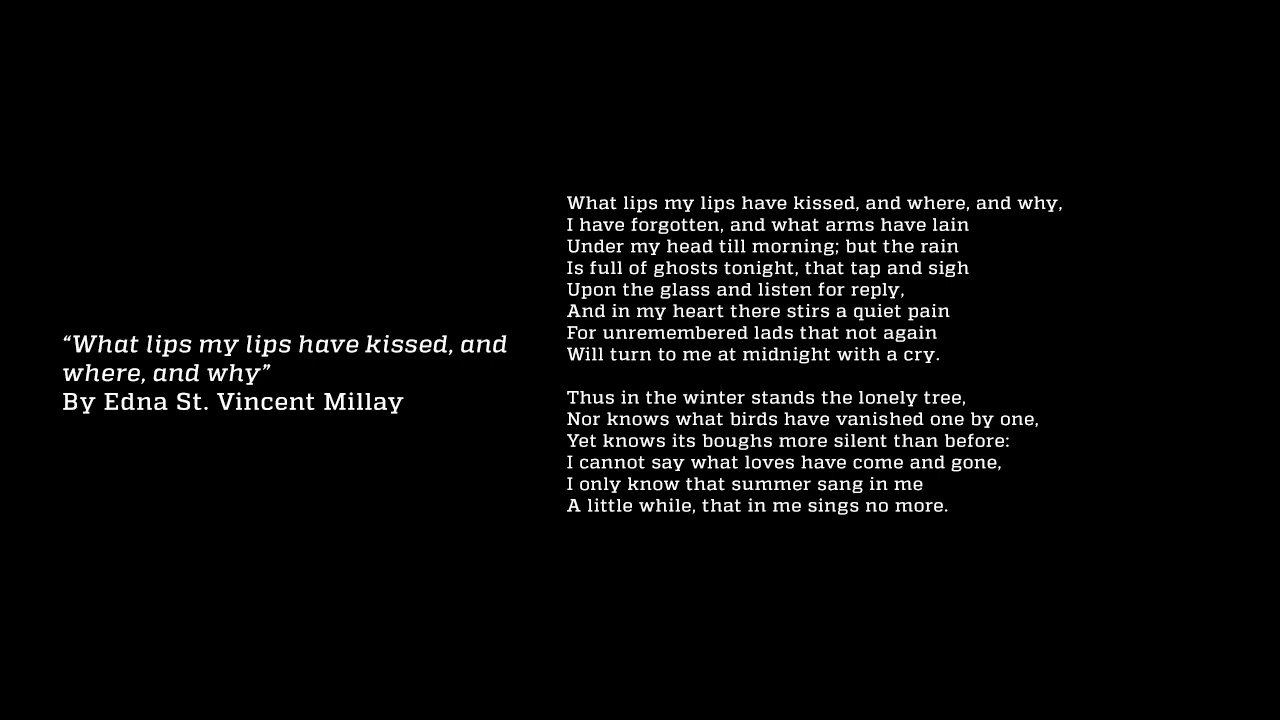 “What lips my lips have kissed, and
where, and why”
By Edna St. Vincent Millay
What lips my lips have kissed, and where, and why,
I have forgotten, and what arms have lain
Under my head till morning; but the rain
Is full of ghosts tonight, that tap and sigh
Upon the glass and listen for reply,
And in my heart there stirs a quiet pain
For unremembered lads that not again
Will turn to me at midnight with a cry.
Thus in the winter stands the lonely tree,
Nor knows what birds have vanished one by one,
Yet knows its boughs more silent than before:
I cannot say what loves have come and gone,
I only know that summer sang in me
A little while, that in me sings no more.